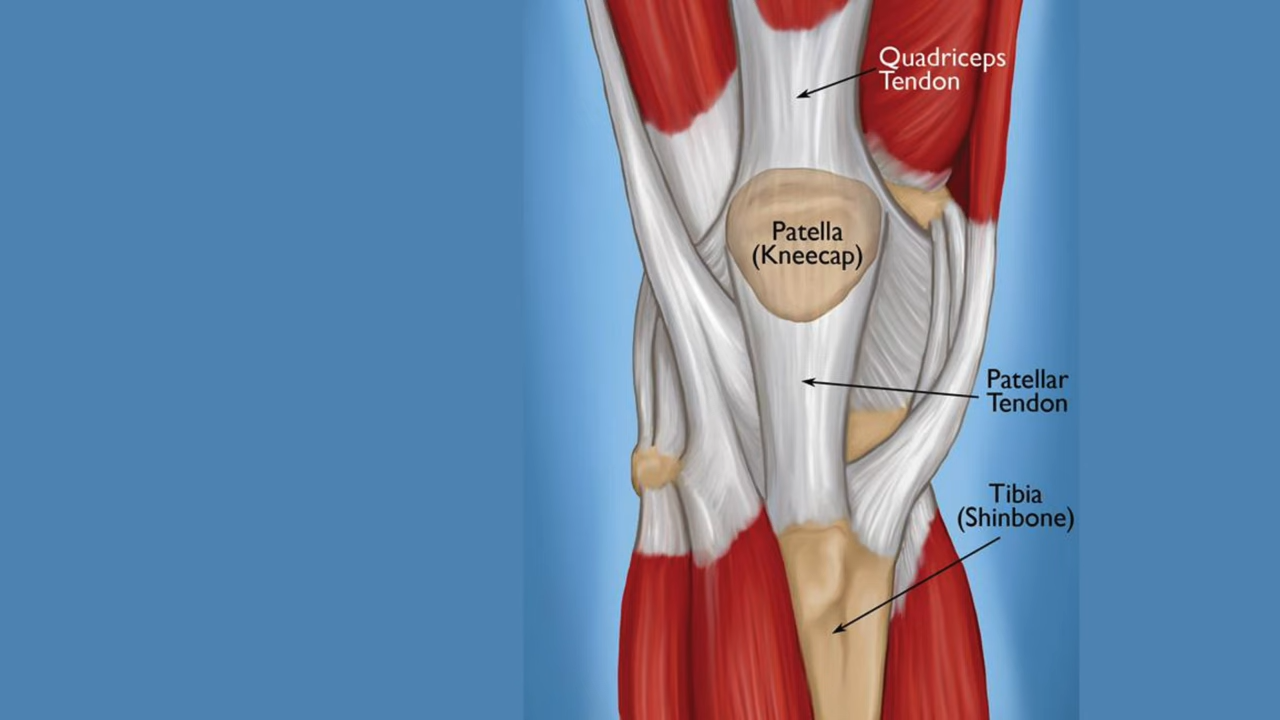 Quadriceps
Tendon
Patella
(Kneecap)
Patellar
Tendon
Tibia
(Shinbone)